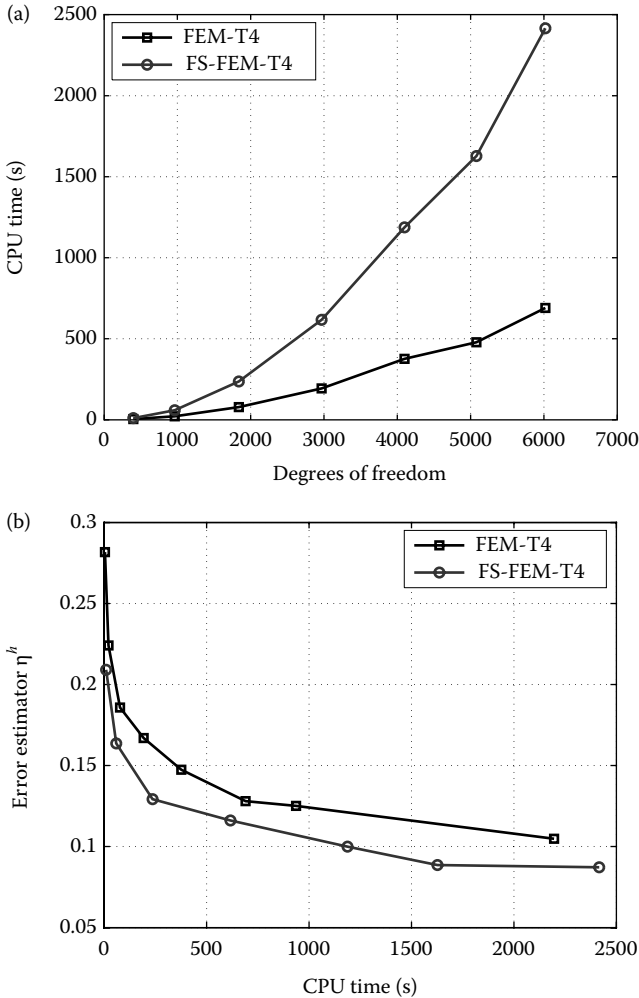 (a)
2500
2000
1500
1000
500
0
CPU time (s)
FEM-T4
FS-FEM-T4
0 1000 2000 3000 4000 5000 6000 7000
Degrees of freedom
(b)
0.3
0.25
0.2
0.15
0.1
0.05
Error estimator ηʰ
FEM-T4
FS-FEM-T4
0 500 1000 1500 2000 2500
CPU time (s)